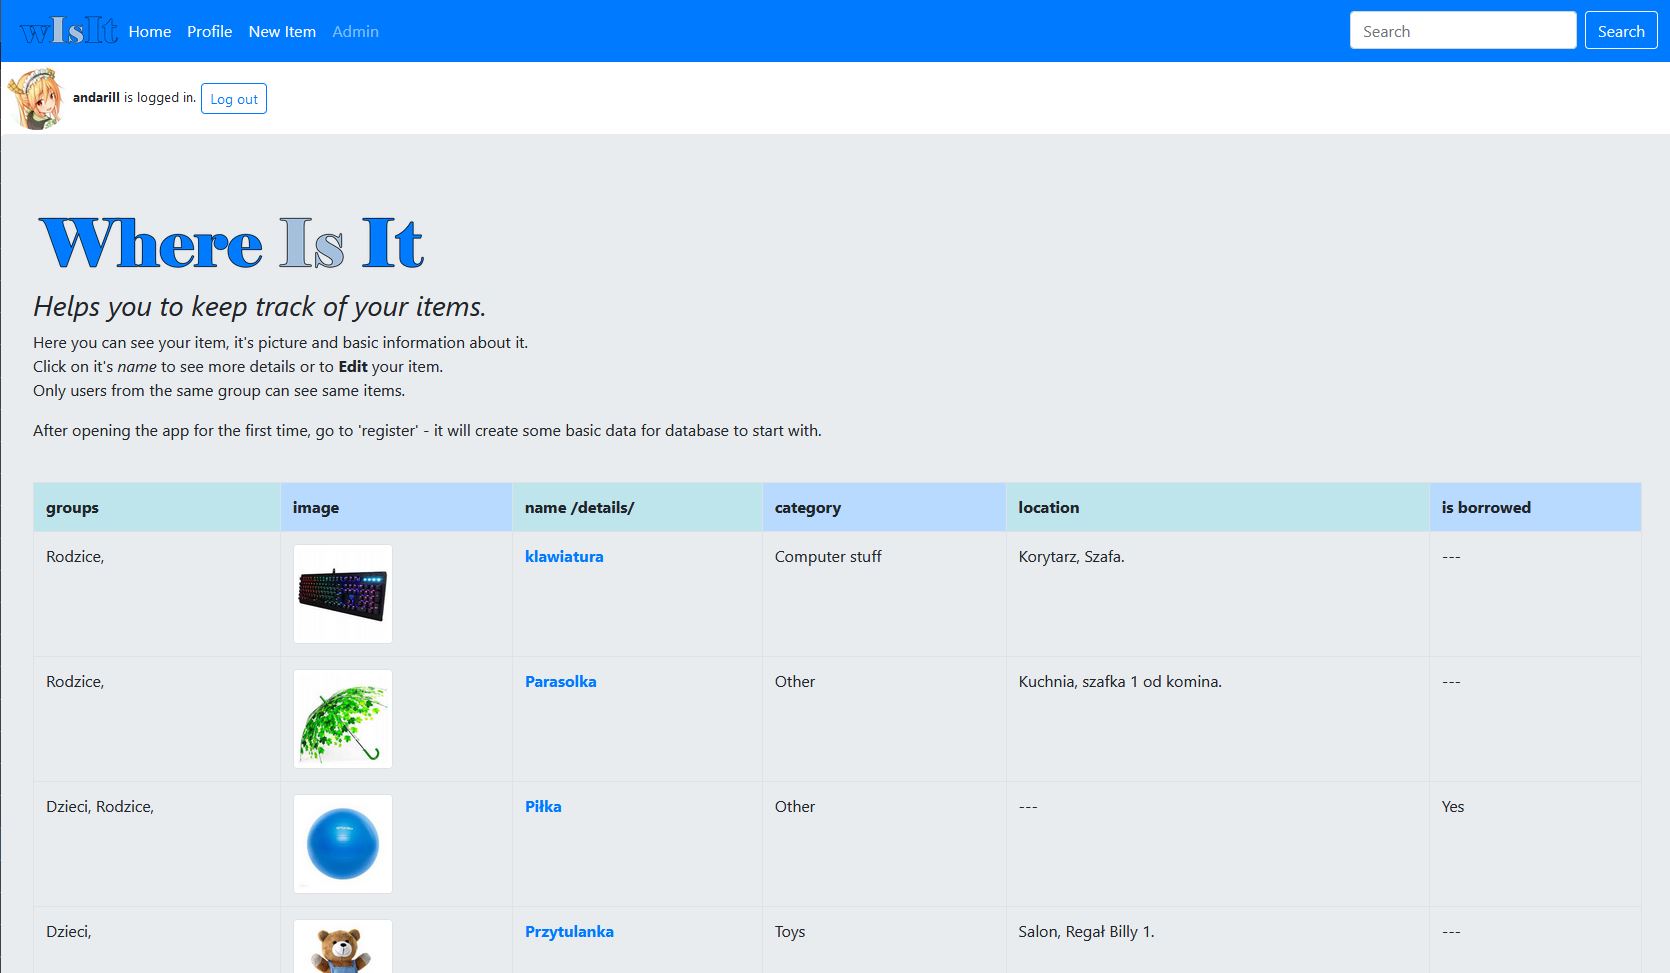 wIsIt Home Profile New Item Admin Search Search
andarill is logged in. Log out
Where Is It
Helps you to keep track of your items.
Here you can see your item, it's picture and basic information about it.
Click on it's name to see more details or to Edit your item.
Only users from the same group can see same items.
After opening the app for the first time, go to 'register' - it will create some basic data for database to start with.
groups image name /details/ category location is borrowed
Rodzice, klawiatura Computer stuff Korytarz, Szafa. ---
Rodzice, Parasolka Other Kuchnia, szafka 1 od komina. ---
Dzieci, Rodzice, Piłka Other --- Yes
Dzieci, Przytulanka Toys Salon, Regał Billy 1. ---